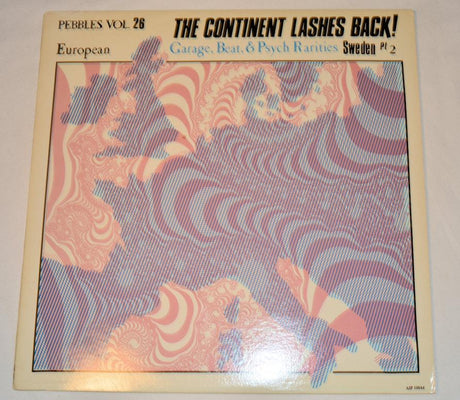 PEBBLES VOL. 26 THE CONTINENT LASHES BACK!
European Garage, Beat, & Psych Rarities Sweden pt 2